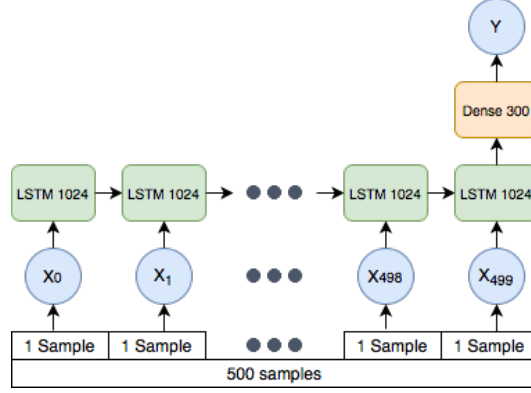 Y
Dense 300
LSTM 1024 LSTM 1024 LSTM 1024 LSTM 1024
X0 X1 X498 X499
1 Sample 1 Sample 1 Sample 1 Sample
500 samples